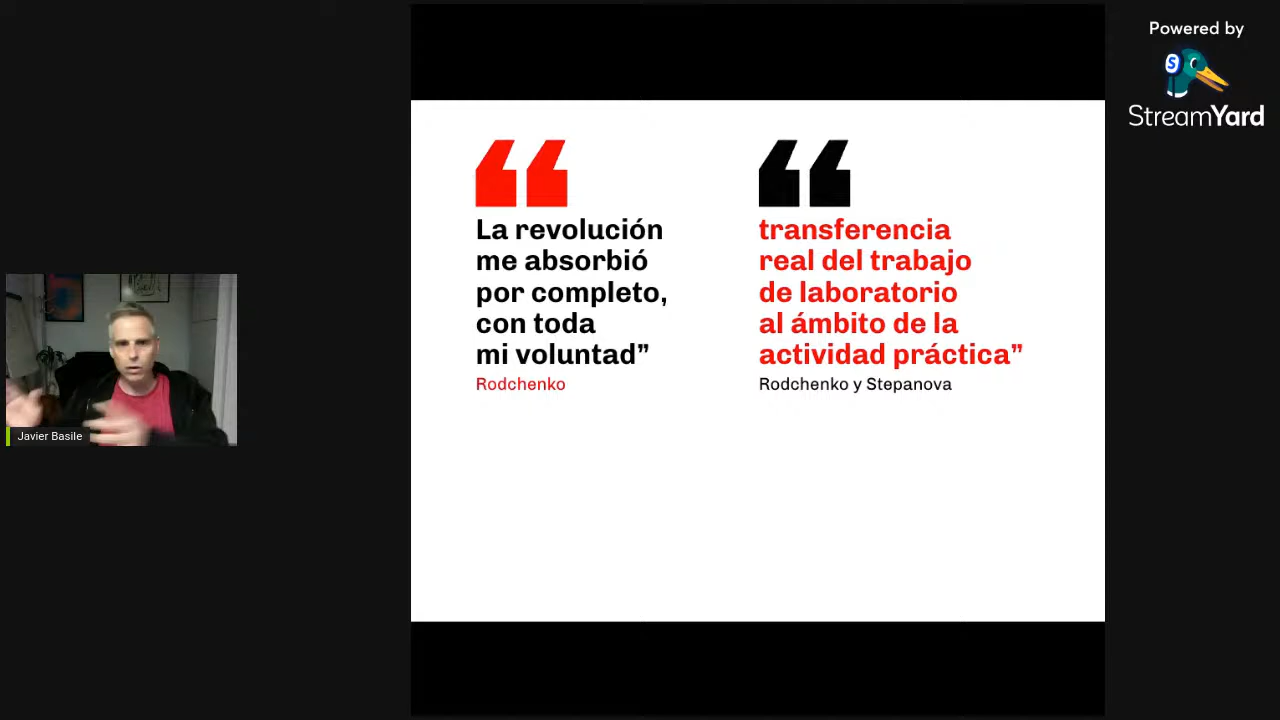 Powered by
StreamYard
La revolución
me absorbió
por completo,
con toda
mi voluntad”
Rodchenko
transferencia
real del trabajo
de laboratorio
al ámbito de la
actividad práctica”
Rodchenko y Stepanova
Javier Basile